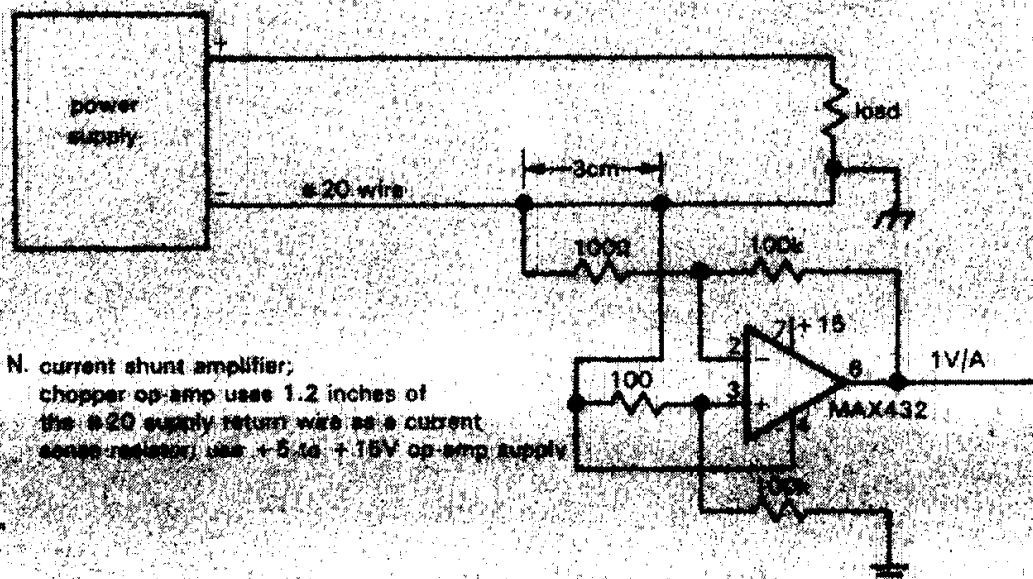 +
power
supply
load
−
#20 wire
3cm
100Ω
100k
7
+15
2
−
6
1V/A
100
3
+
MAX432
4
N. current shunt amplifier;
chopper op-amp uses 1.2 inches of
the #20 supply return wire as a current
sense resistor; use +5 to +15V op-amp supply
100k